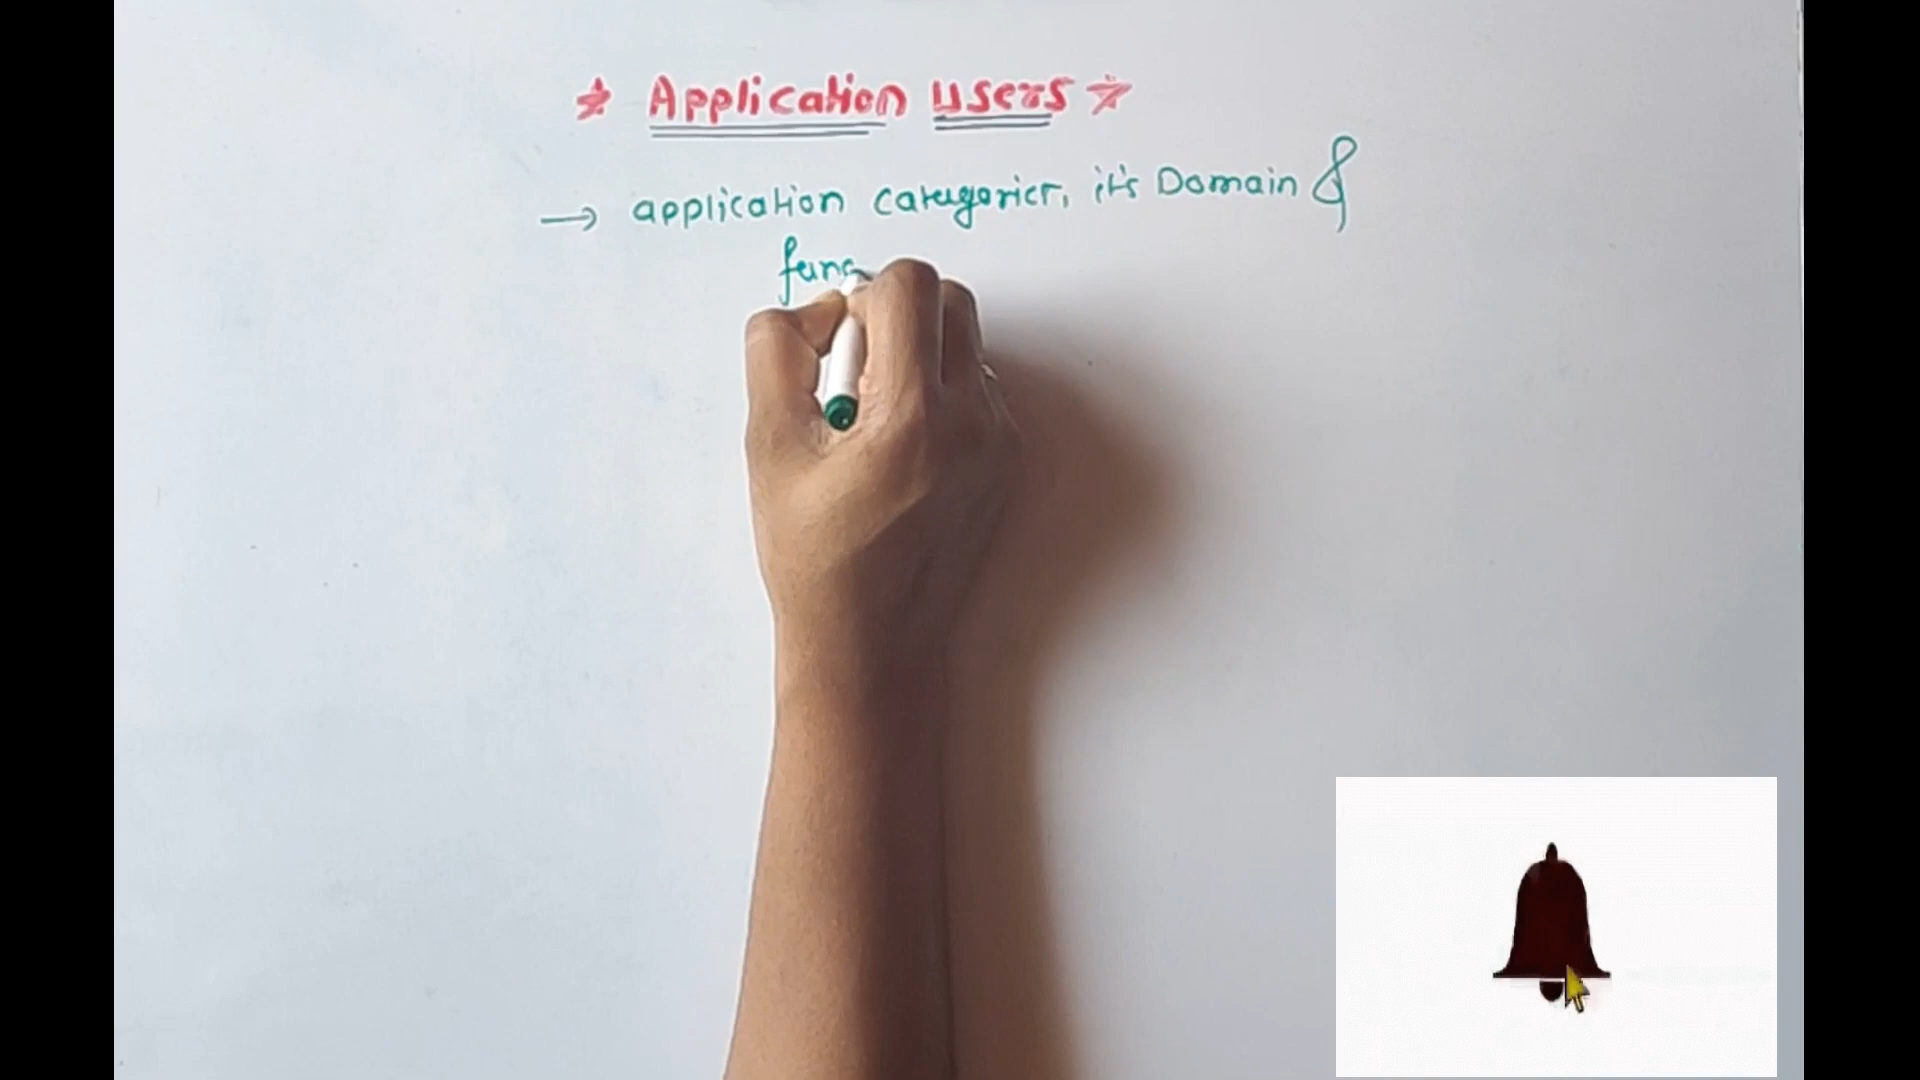 ★ Application users ★
→ application categories, it's Domain &
func